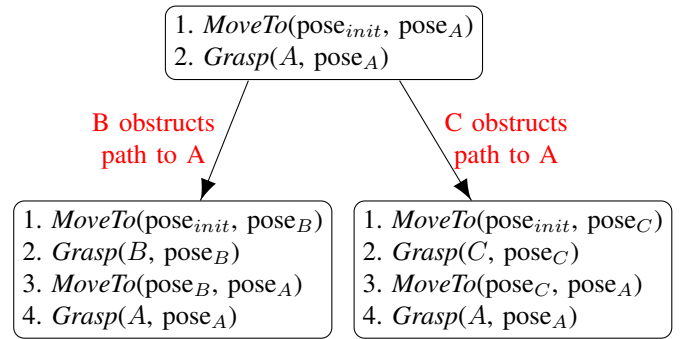 1. MoveTo(pose_init, pose_A)
2. Grasp(A, pose_A)
B obstructs
path to A
C obstructs
path to A
1. MoveTo(pose_init, pose_B)
2. Grasp(B, pose_B)
3. MoveTo(pose_B, pose_A)
4. Grasp(A, pose_A)
1. MoveTo(pose_init, pose_C)
2. Grasp(C, pose_C)
3. MoveTo(pose_C, pose_A)
4. Grasp(A, pose_A)